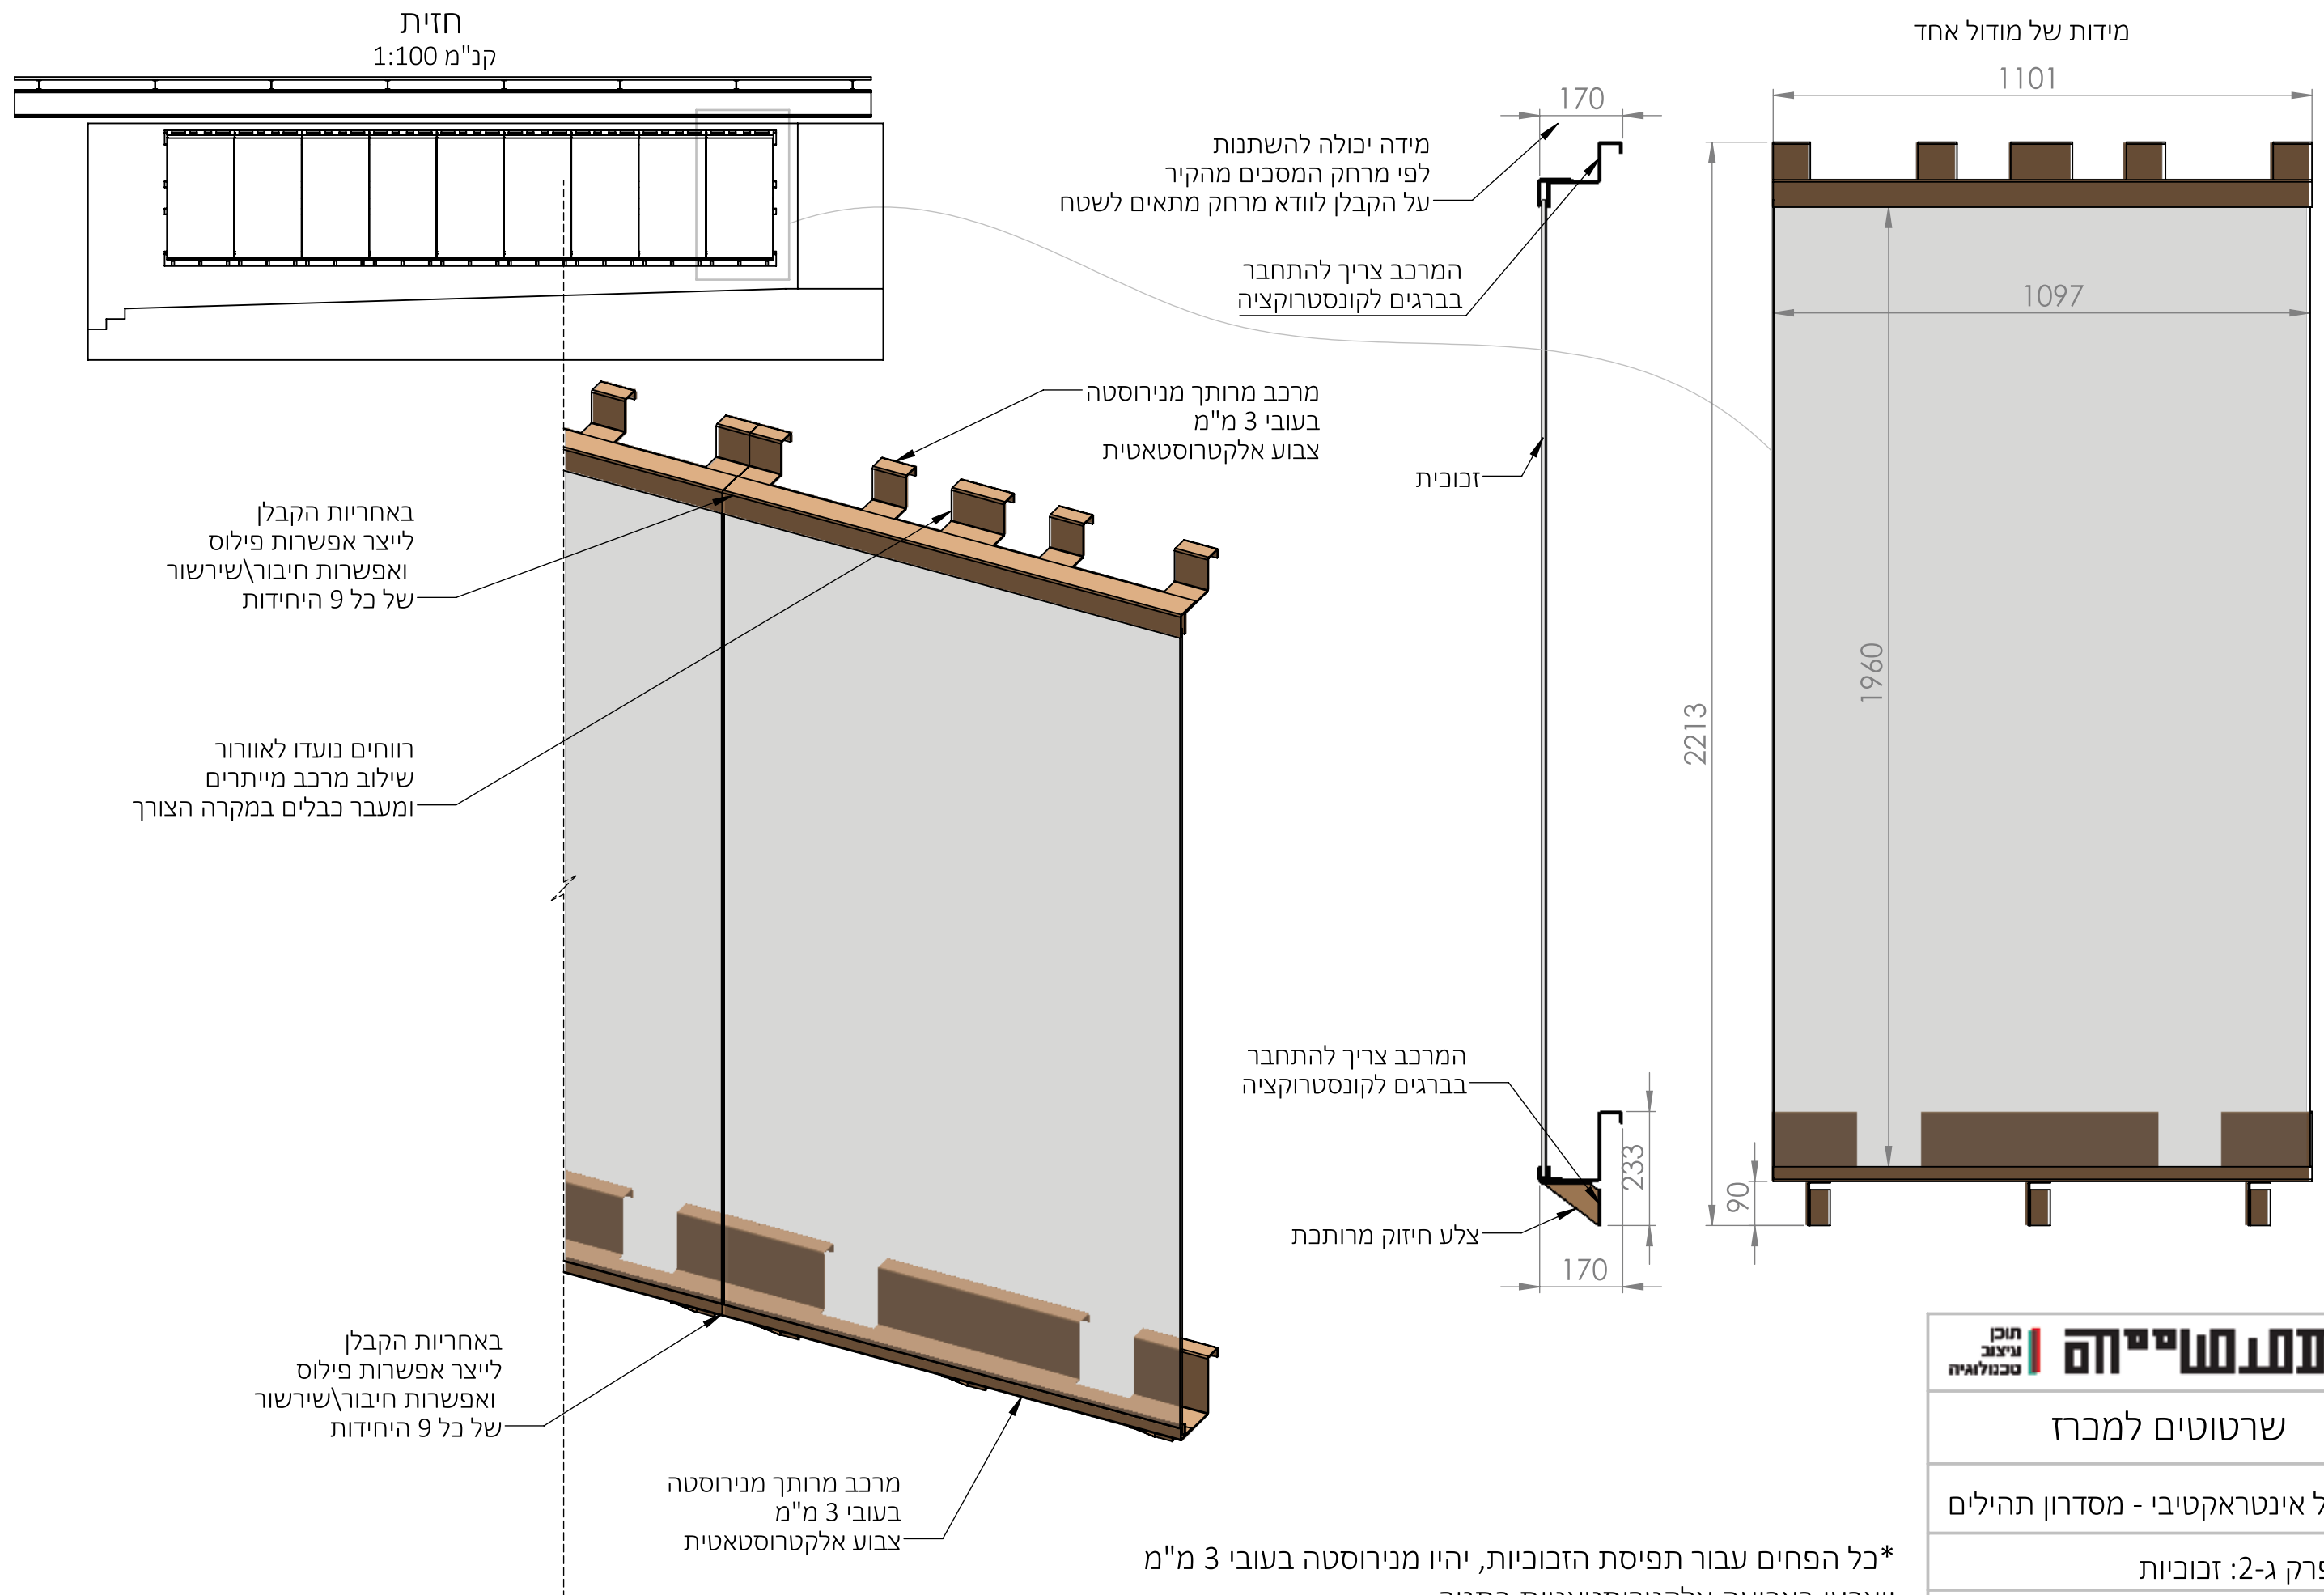 חזית
קנ"מ 1:100
מידות של מודול אחד
1101
170
מידה יכולה להשתנות
לפי מרחק המסכים מהקיר
על הקבלן לוודא מרחק מתאים לשטח
המרכב צריך להתחבר
בברגים לקונסטרוקציה
1097
מרכב מרותך מנירוסטה
בעובי 3 מ"מ
צבוע אלקטרוסטאטית
זכוכית
באחריות הקבלן
לייצר אפשרות פילוס
ואפשרות חיבור\שירשור
של כל 9 היחידות
1960
2213
רווחים נועדו לאוורור
שילוב מרכב מייתרים
ומעבר כבלים במקרה הצורך
המרכב צריך להתחבר
בברגים לקונסטרוקציה
233
90
צלע חיזוק מרותכת
170
באחריות הקבלן
לייצר אפשרות פילוס
ואפשרות חיבור\שירשור
של כל 9 היחידות
מרכב מרותך מנירוסטה
בעובי 3 מ"מ
צבוע אלקטרוסטאטית
תוכן
עיצוב
טכנולוגיה
שרטוטים למכרז
אינטראקטיבי - מסדרון תהילים
ג-2: זכוכיות
*כל הפחים עבור תפיסת הזכוכיות, יהיו מנירוסטה בעובי 3 מ"מ